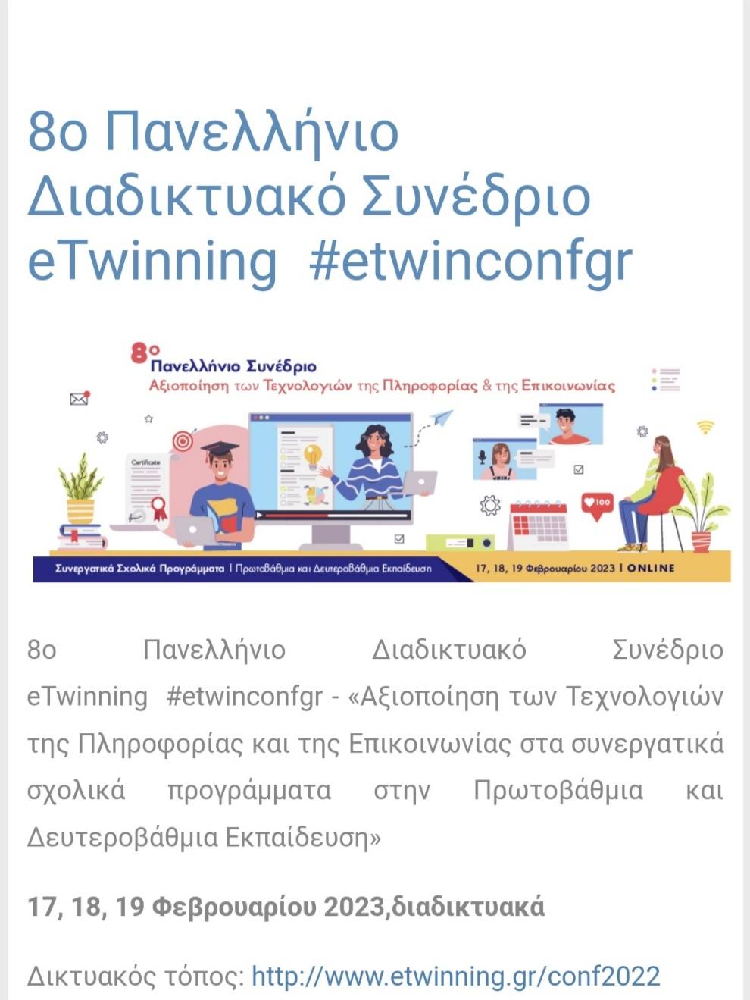 8ο Πανελλήνιο
Διαδικτυακό Συνέδριο
eTwinning #etwinconfgr
8ο
Πανελλήνιο Συνέδριο
Αξιοποίηση των Τεχνολογιών της Πληροφορίας & της Επικοινωνίας
Certificate
100
Συνεργατικά Σχολικά Προγράμματα | Πρωτοβάθμια και Δευτεροβάθμια Εκπαίδευση
17, 18, 19 Φεβρουαρίου 2023 | ONLINE
8ο Πανελλήνιο Διαδικτυακό Συνέδριο
eTwinning #etwinconfgr - «Αξιοποίηση των Τεχνολογιών
της Πληροφορίας και της Επικοινωνίας στα συνεργατικά
σχολικά προγράμματα στην Πρωτοβάθμια και
Δευτεροβάθμια Εκπαίδευση»
17, 18, 19 Φεβρουαρίου 2023,διαδικτυακά
Δικτυακός τόπος: http://www.etwinning.gr/conf2022